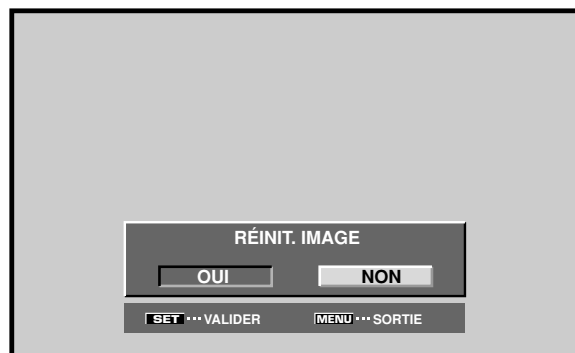 RÉINIT. IMAGE
OUI NON
SET ··· VALIDER MENU ··· SORTIE